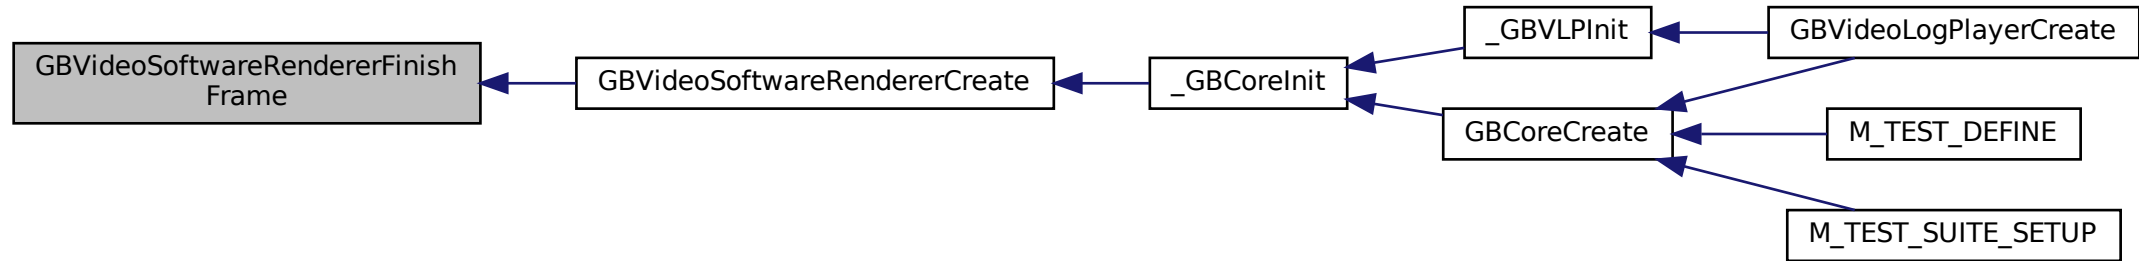 GBVideoSoftwareRendererFinish
Frame
GBVideoSoftwareRendererCreate
_GBCoreInit
_GBVLPInit
GBVideoLogPlayerCreate
GBCoreCreate
M_TEST_DEFINE
M_TEST_SUITE_SETUP